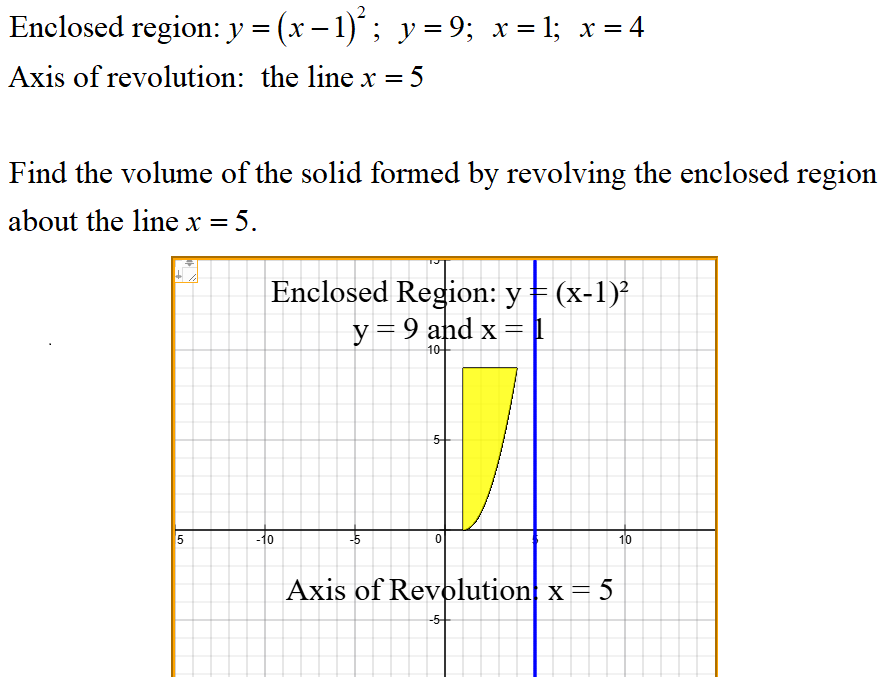 Enclosed region: y = (x – 1)²; y = 9; x = 1; x = 4
Axis of revolution: the line x = 5
Find the volume of the solid formed by revolving the enclosed region
about the line x = 5.
Enclosed Region: y = (x-1)²
y = 9 and x = 1
10
5
5 -10 -5 0 5 10
Axis of Revolution: x = 5
-5